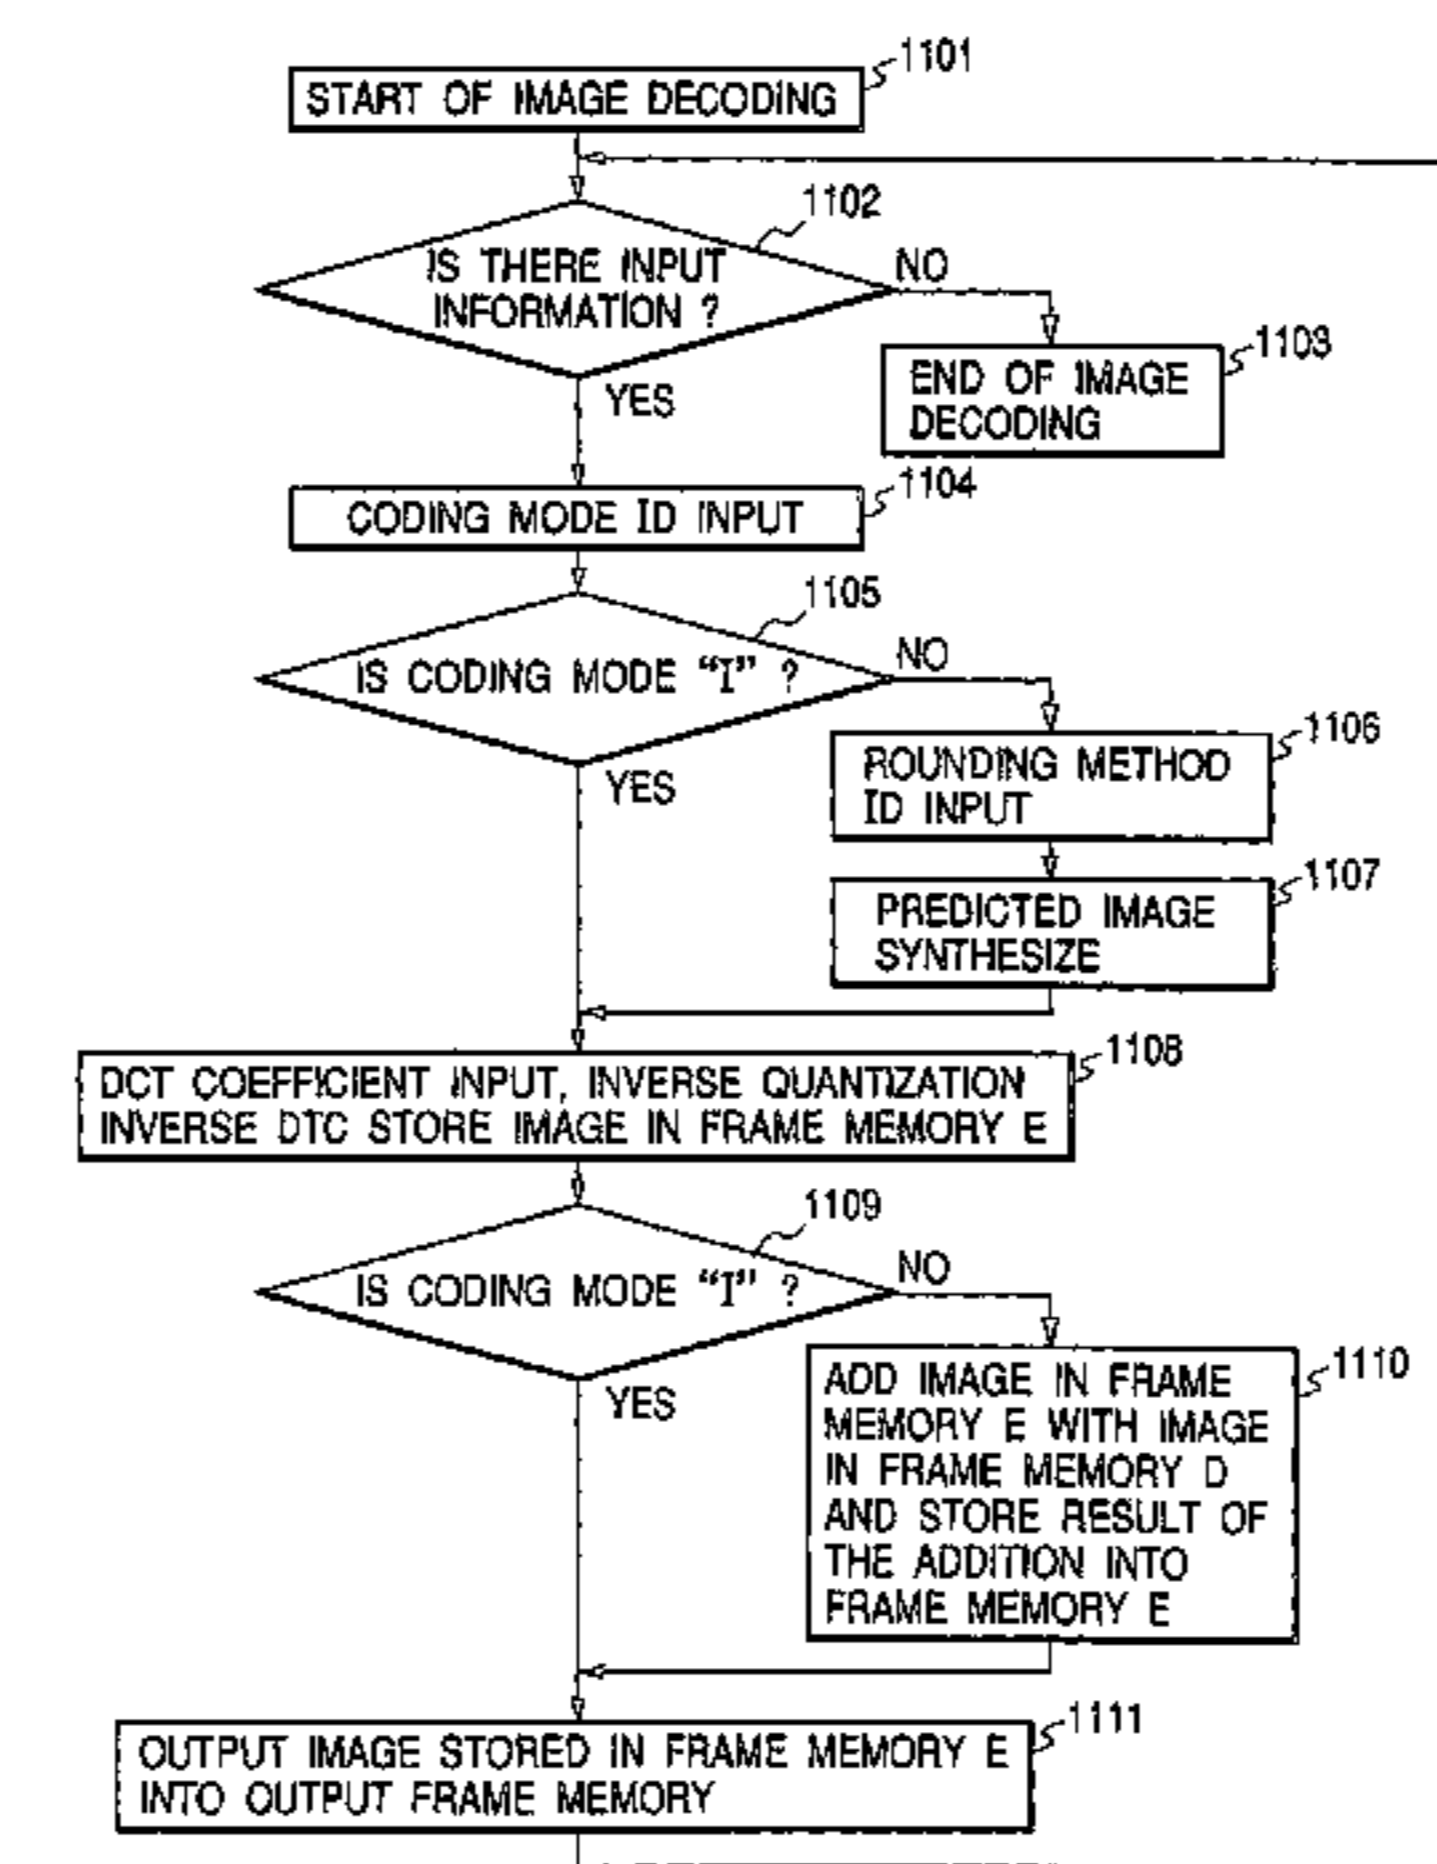 1101
START OF IMAGE DECODING
1102
IS THERE INPUT
INFORMATION ?
NO
YES
1103
END OF IMAGE
DECODING
1104
CODING MODE ID INPUT
1105
IS CODING MODE “I” ?
NO
YES
1106
ROUNDING METHOD
ID INPUT
1107
PREDICTED IMAGE
SYNTHESIZE
1108
DCT COEFFICIENT INPUT, INVERSE QUANTIZATION
INVERSE DTC STORE IMAGE IN FRAME MEMORY E
1109
IS CODING MODE “I” ?
NO
YES
1110
ADD IMAGE IN FRAME
MEMORY E WITH IMAGE
IN FRAME MEMORY D
AND STORE RESULT OF
THE ADDITION INTO
FRAME MEMORY E
1111
OUTPUT IMAGE STORED IN FRAME MEMORY E
INTO OUTPUT FRAME MEMORY